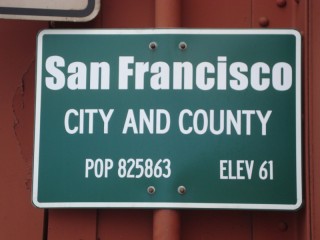 San Francisco
CITY AND COUNTY
POP 825863 ELEV 61